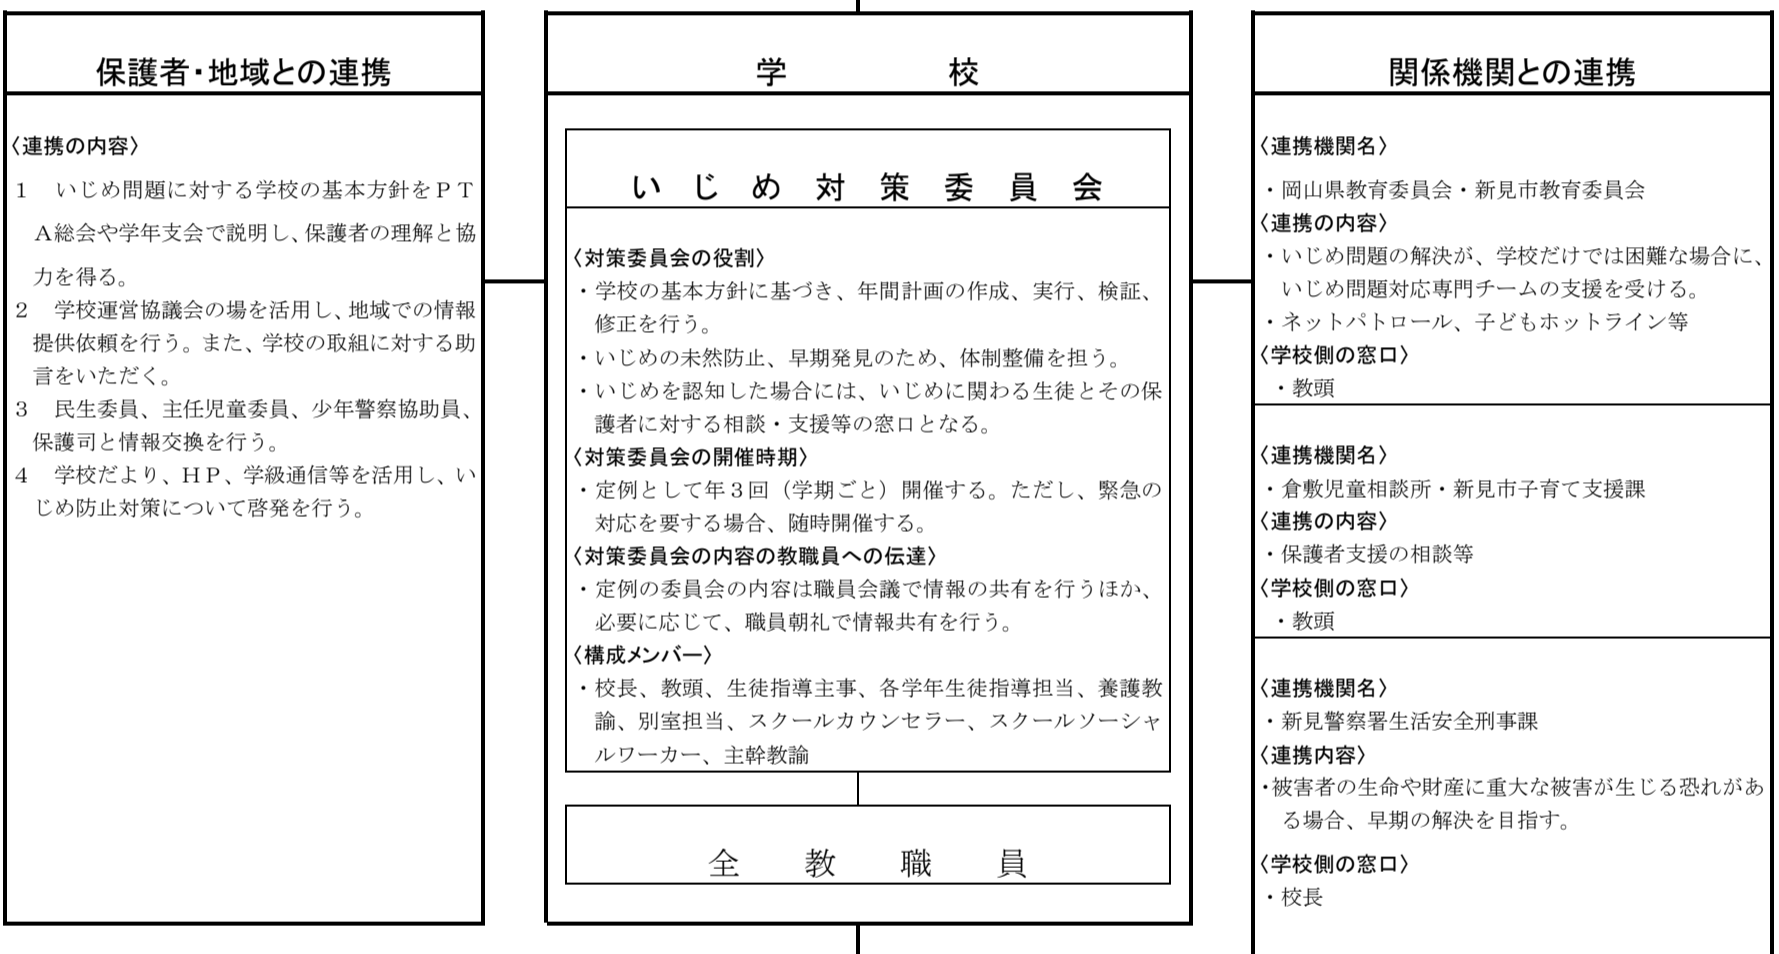 保護者・地域との連携
〈連携の内容〉
１　いじめ問題に対する学校の基本方針をＰＴ
Ａ総会や学年支会で説明し、保護者の理解と協
力を得る。
２　学校運営協議会の場を活用し、地域での情報
提供依頼を行う。また、学校の取組に対する助
言をいただく。
３　民生委員、主任児童委員、少年警察協助員、
保護司と情報交換を行う。
４　学校だより、ＨＰ、学級通信等を活用し、い
じめ防止対策について啓発を行う。
学　　　　　校
い　じ　め　対　策　委　員　会
〈対策委員会の役割〉
・学校の基本方針に基づき、年間計画の作成、実行、検証、
修正を行う。
・いじめの未然防止、早期発見のため、体制整備を担う。
・いじめを認知した場合には、いじめに関わる生徒とその保
護者に対する相談・支援等の窓口となる。
〈対策委員会の開催時期〉
・定例として年３回（学期ごと）開催する。ただし、緊急の
対応を要する場合、随時開催する。
〈対策委員会の内容の教職員への伝達〉
・定例の委員会の内容は職員会議で情報の共有を行うほか、
必要に応じて、職員朝礼で情報共有を行う。
〈構成メンバー〉
・校長、教頭、生徒指導主事、各学年生徒指導担当、養護教
諭、別室担当、スクールカウンセラー、スクールソーシャ
ルワーカー、主幹教諭
全　　教　　職　　員
関係機関との連携
〈連携機関名〉
・岡山県教育委員会・新見市教育委員会
〈連携の内容〉
・いじめ問題の解決が、学校だけでは困難な場合に、
いじめ問題対応専門チームの支援を受ける。
・ネットパトロール、子どもホットライン等
〈学校側の窓口〉
・教頭
〈連携機関名〉
・倉敷児童相談所・新見市子育て支援課
〈連携の内容〉
・保護者支援の相談等
〈学校側の窓口〉
・教頭
〈連携機関名〉
・新見警察署生活安全刑事課
〈連携内容〉
・被害者の生命や財産に重大な被害が生じる恐れがあ
る場合、早期の解決を目指す。
〈学校側の窓口〉
・校長